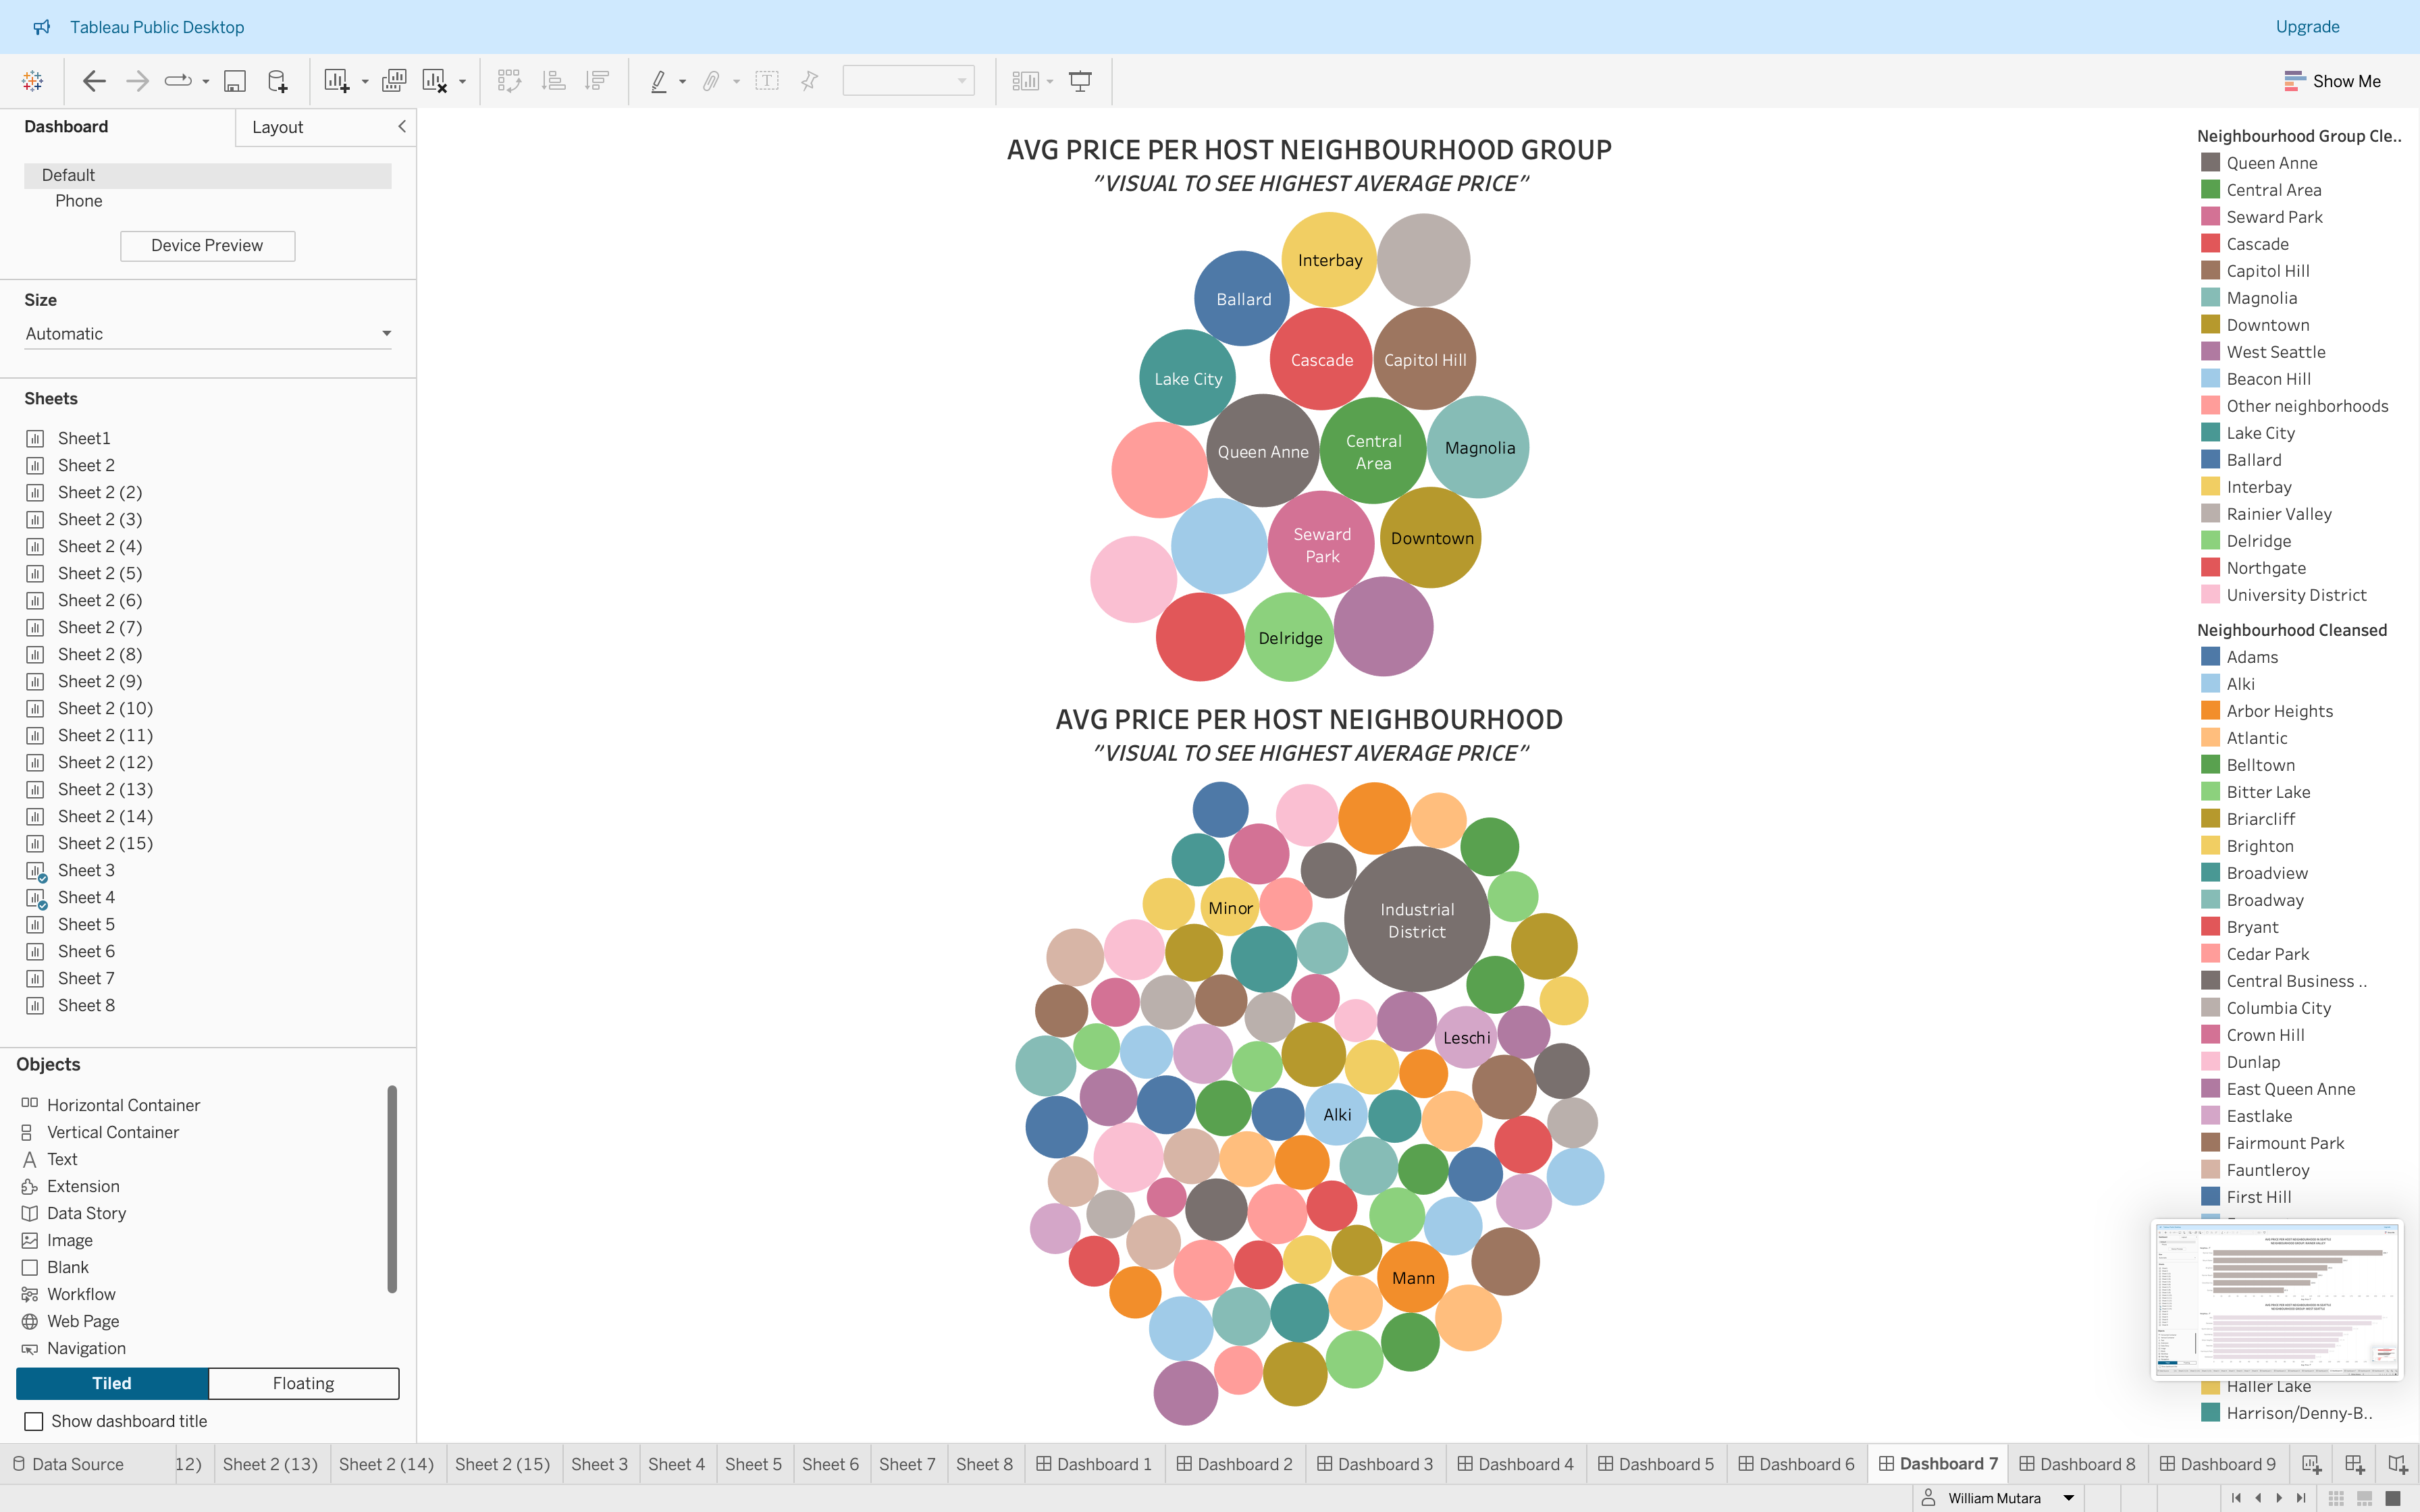 Tableau Public Desktop
Upgrade
Show Me
Dashboard
Layout
Default
Phone
Device Preview
Size
Automatic
Sheets
Sheet1
Sheet 2
Sheet 2 (2)
Sheet 2 (3)
Sheet 2 (4)
Sheet 2 (5)
Sheet 2 (6)
Sheet 2 (7)
Sheet 2 (8)
Sheet 2 (9)
Sheet 2 (10)
Sheet 2 (11)
Sheet 2 (12)
Sheet 2 (13)
Sheet 2 (14)
Sheet 2 (15)
Sheet 3
Sheet 4
Sheet 5
Sheet 6
Sheet 7
Sheet 8
Objects
Horizontal Container
Vertical Container
Text
Extension
Data Story
Image
Blank
Workflow
Web Page
Navigation
Tiled
Floating
Show dashboard title
AVG PRICE PER HOST NEIGHBOURHOOD GROUP
"VISUAL TO SEE HIGHEST AVERAGE PRICE"
Interbay
Ballard
Cascade
Capitol Hill
Lake City
Queen Anne
Central
Area
Magnolia
Seward
Park
Downtown
Delridge
AVG PRICE PER HOST NEIGHBOURHOOD
"VISUAL TO SEE HIGHEST AVERAGE PRICE"
Minor
Industrial
District
Leschi
Alki
Mann
Neighbourhood Group Cle..
Queen Anne
Central Area
Seward Park
Cascade
Capitol Hill
Magnolia
Downtown
West Seattle
Beacon Hill
Other neighborhoods
Lake City
Ballard
Interbay
Rainier Valley
Delridge
Northgate
University District
Neighbourhood Cleansed
Adams
Alki
Arbor Heights
Atlantic
Belltown
Bitter Lake
Briarcliff
Brighton
Broadview
Broadway
Bryant
Cedar Park
Central Business ..
Columbia City
Crown Hill
Dunlap
East Queen Anne
Eastlake
Fairmount Park
Fauntleroy
First Hill
Haller Lake
Harrison/Denny-B..
Data Source
12)
Sheet 2 (13)
Sheet 2 (14)
Sheet 2 (15)
Sheet 3
Sheet 4
Sheet 5
Sheet 6
Sheet 7
Sheet 8
Dashboard 1
Dashboard 2
Dashboard 3
Dashboard 4
Dashboard 5
Dashboard 6
Dashboard 7
Dashboard 8
Dashboard 9
William Mutara